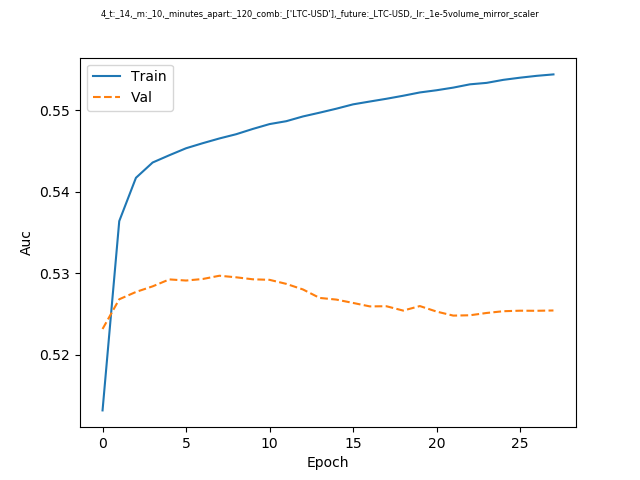 4_t:_14,_m:_10,_minutes_apart:_120_comb:_['LTC-USD'],_future:_LTC-USD,_lr:_1e-5volume_mirror_scaler
Train
Val
0.55
0.54
0.53
0.52
Auc
0 5 10 15 20 25
Epoch